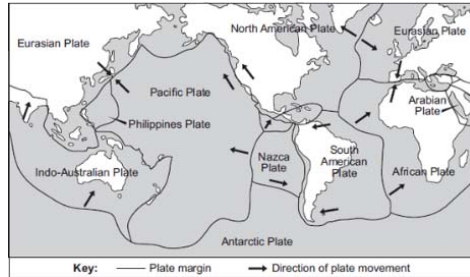 North American Plate
Eurasian Plate
Eurasian Plate
Pacific Plate
Arabian
Plate
Philippines Plate
Nazca
Plate
South
American
Plate
African Plate
Indo-Australian Plate
Antarctic Plate
Key: Plate margin Direction of plate movement